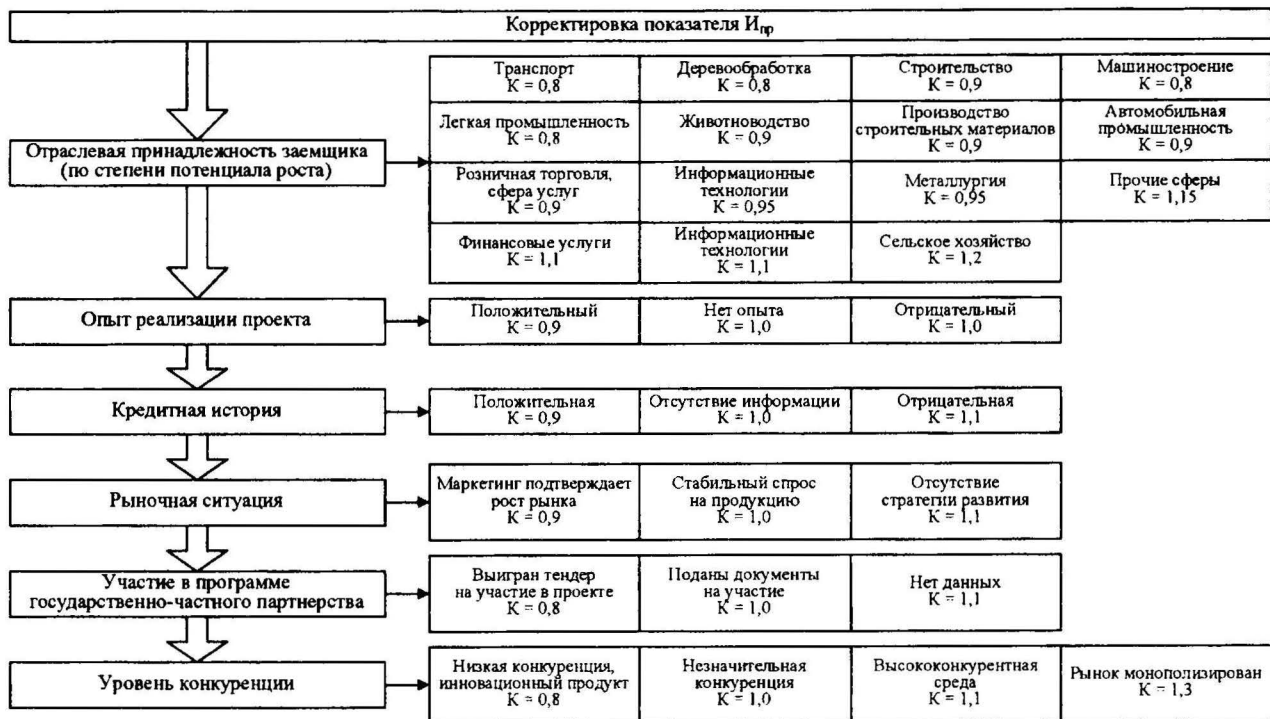 Корректировка показателя Ипр
Транспорт
К = 0,8
Деревообработка
К = 0,8
Строительство
К = 0,9
Машиностроение
К = 0,8
Отраслевая принадлежность заемщика
(по степени потенциала роста)
Легкая промышленность
К = 0,8
Животноводство
К = 0,9
Производство
строительных материалов
К = 0,9
Автомобильная
промышленность
К = 0,9
Розничная торговля,
сфера услуг
К = 0,9
Информационные
технологии
К = 0,95
Металлургия
К = 0,95
Прочие сферы
К = 1,15
Финансовые услуги
К = 1,1
Информационные
технологии
К = 1,1
Сельское хозяйство
К = 1,2
Опыт реализации проекта
Положительный
К = 0,9
Нет опыта
К = 1,0
Отрицательный
К = 1,0
Кредитная история
Положительная
К = 0,9
Отсутствие информации
К = 1,0
Отрицательная
К = 1,1
Рыночная ситуация
Маркетинг подтверждает
рост рынка
К = 0,9
Стабильный спрос
на продукцию
К = 1,0
Отсутствие
стратегии развития
К = 1,1
Участие в программе
государственно-частного партнерства
Выигран тендер
на участие в проекте
К = 0,8
Поданы документы
на участие
К = 1,0
Нет данных
К = 1,1
Уровень конкуренции
Низкая конкуренция,
инновационный продукт
К = 0,8
Незначительная
конкуренция
К = 1,0
Высококонкурентная
среда
К = 1,1
Рынок монополизирован
К = 1,3